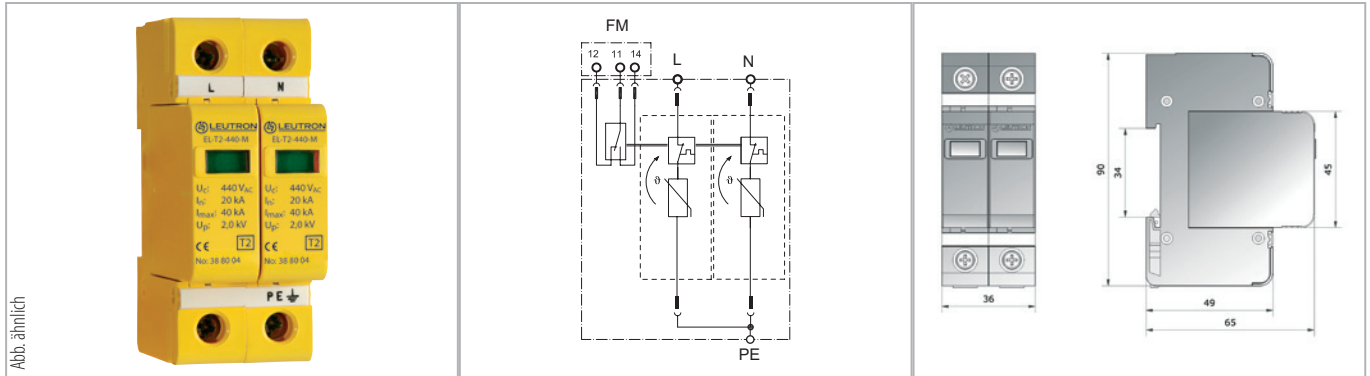 Abb. ähnlich
L N
LEUTRON LEUTRON
EL-T2-440-M EL-T2-440-M
Uc: 440 VAC Uc: 440 VAC
In: 20 kA In: 20 kA
Imax: 40 kA Imax: 40 kA
Up: 2,0 kV Up: 2,0 kV
CE T2 CE T2
No: 38 80 04 No: 38 80 04
PE
FM
12 11 14
L N
ϑ ϑ
PE
LEUTRON LEUTRON
36
90
34
45
49
65